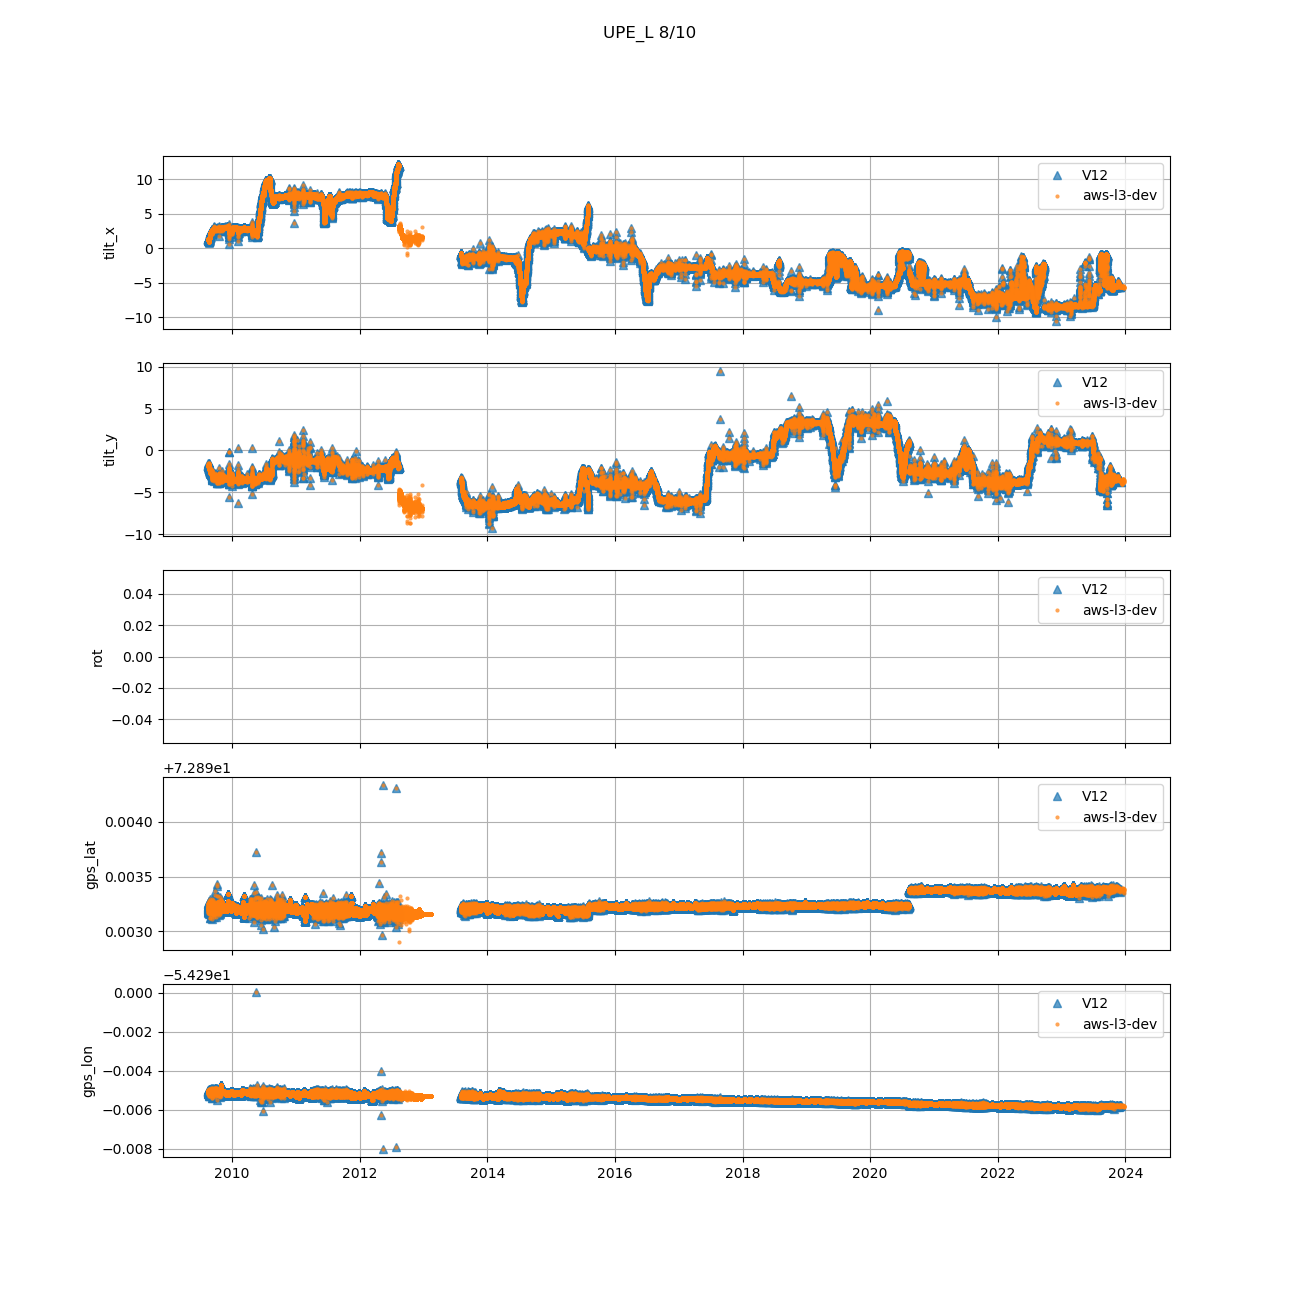 UPE_L 8/10
10
5
0
−5
−10
tilt_x
V12
aws-l3-dev
10
5
0
−5
−10
tilt_y
V12
aws-l3-dev
0.04
0.02
0.00
−0.02
−0.04
rot
V12
aws-l3-dev
+7.289e1
0.0040
0.0035
0.0030
gps_lat
V12
aws-l3-dev
−5.429e1
0.000
−0.002
−0.004
−0.006
−0.008
gps_lon
V12
aws-l3-dev
2010 2012 2014 2016 2018 2020 2022 2024